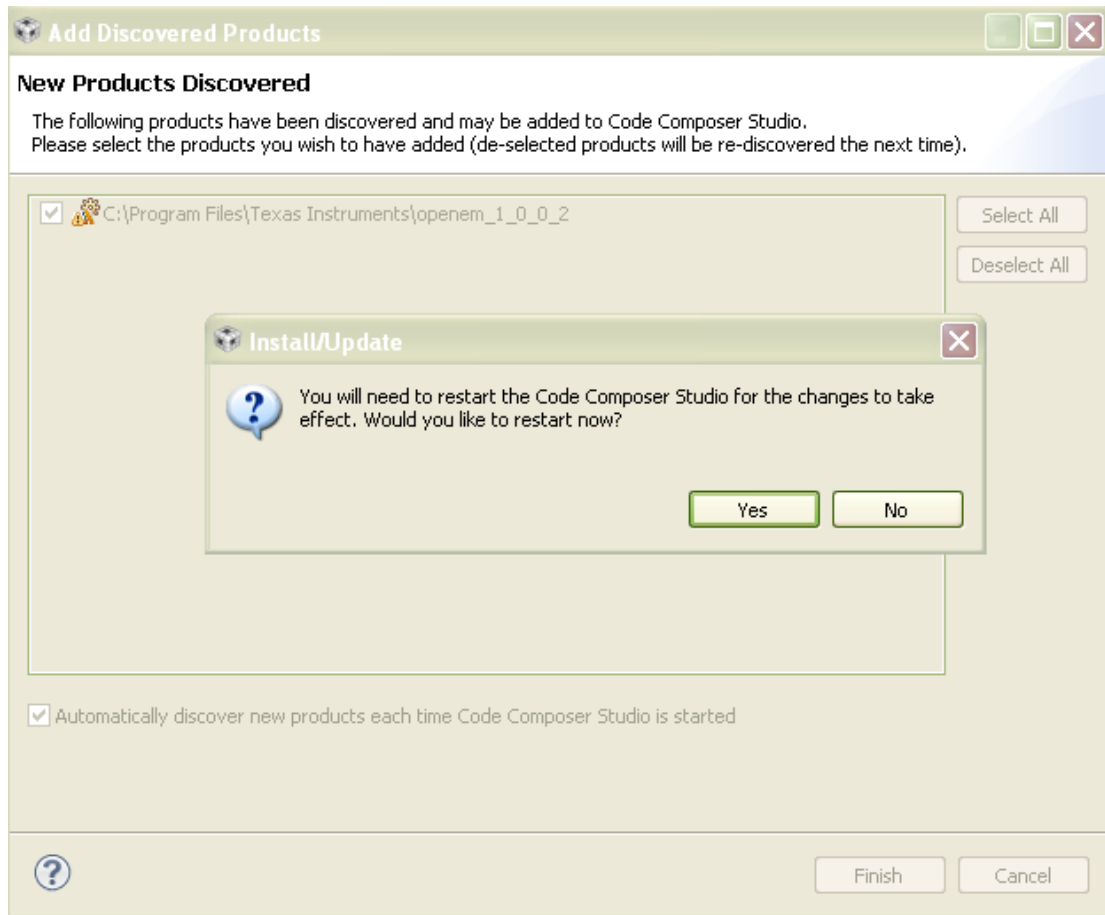 Add Discovered Products
New Products Discovered
The following products have been discovered and may be added to Code Composer Studio.
Please select the products you wish to have added (de-selected products will be re-discovered the next time).
C:\Program Files\Texas Instruments\openem_1_0_0_2
Select All
Deselect All
Install/Update
You will need to restart the Code Composer Studio for the changes to take
effect. Would you like to restart now?
Yes No
Automatically discover new products each time Code Composer Studio is started
Finish Cancel